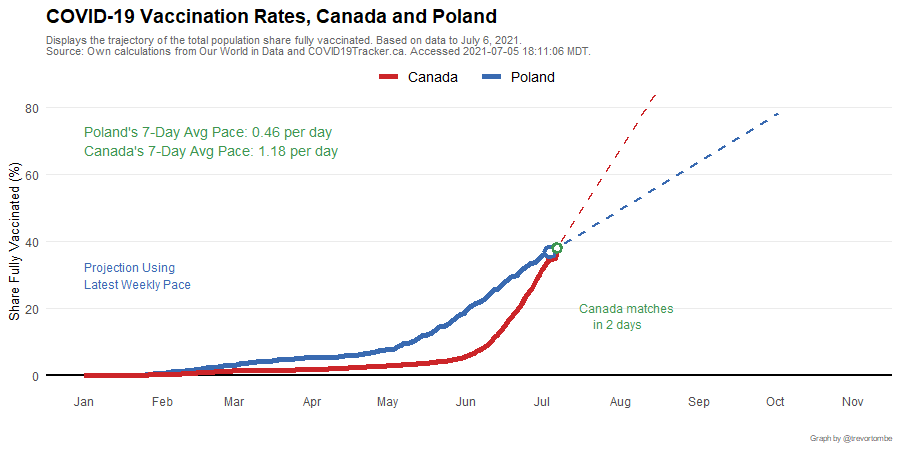 COVID-19 Vaccination Rates, Canada and Poland
Displays the trajectory of the total population share fully vaccinated. Based on data to July 6, 2021.
Source: Own calculations from Our World in Data and COVID19Tracker.ca. Accessed 2021-07-05 18:11:06 MDT.
Canada Poland
80
Poland's 7-Day Avg Pace: 0.46 per day
Canada's 7-Day Avg Pace: 1.18 per day
60
Share Fully Vaccinated (%)
40
Projection Using
Latest Weekly Pace
Canada matches
in 2 days
20
0
Jan Feb Mar Apr May Jun Jul Aug Sep Oct Nov
Graph by @trevortombe